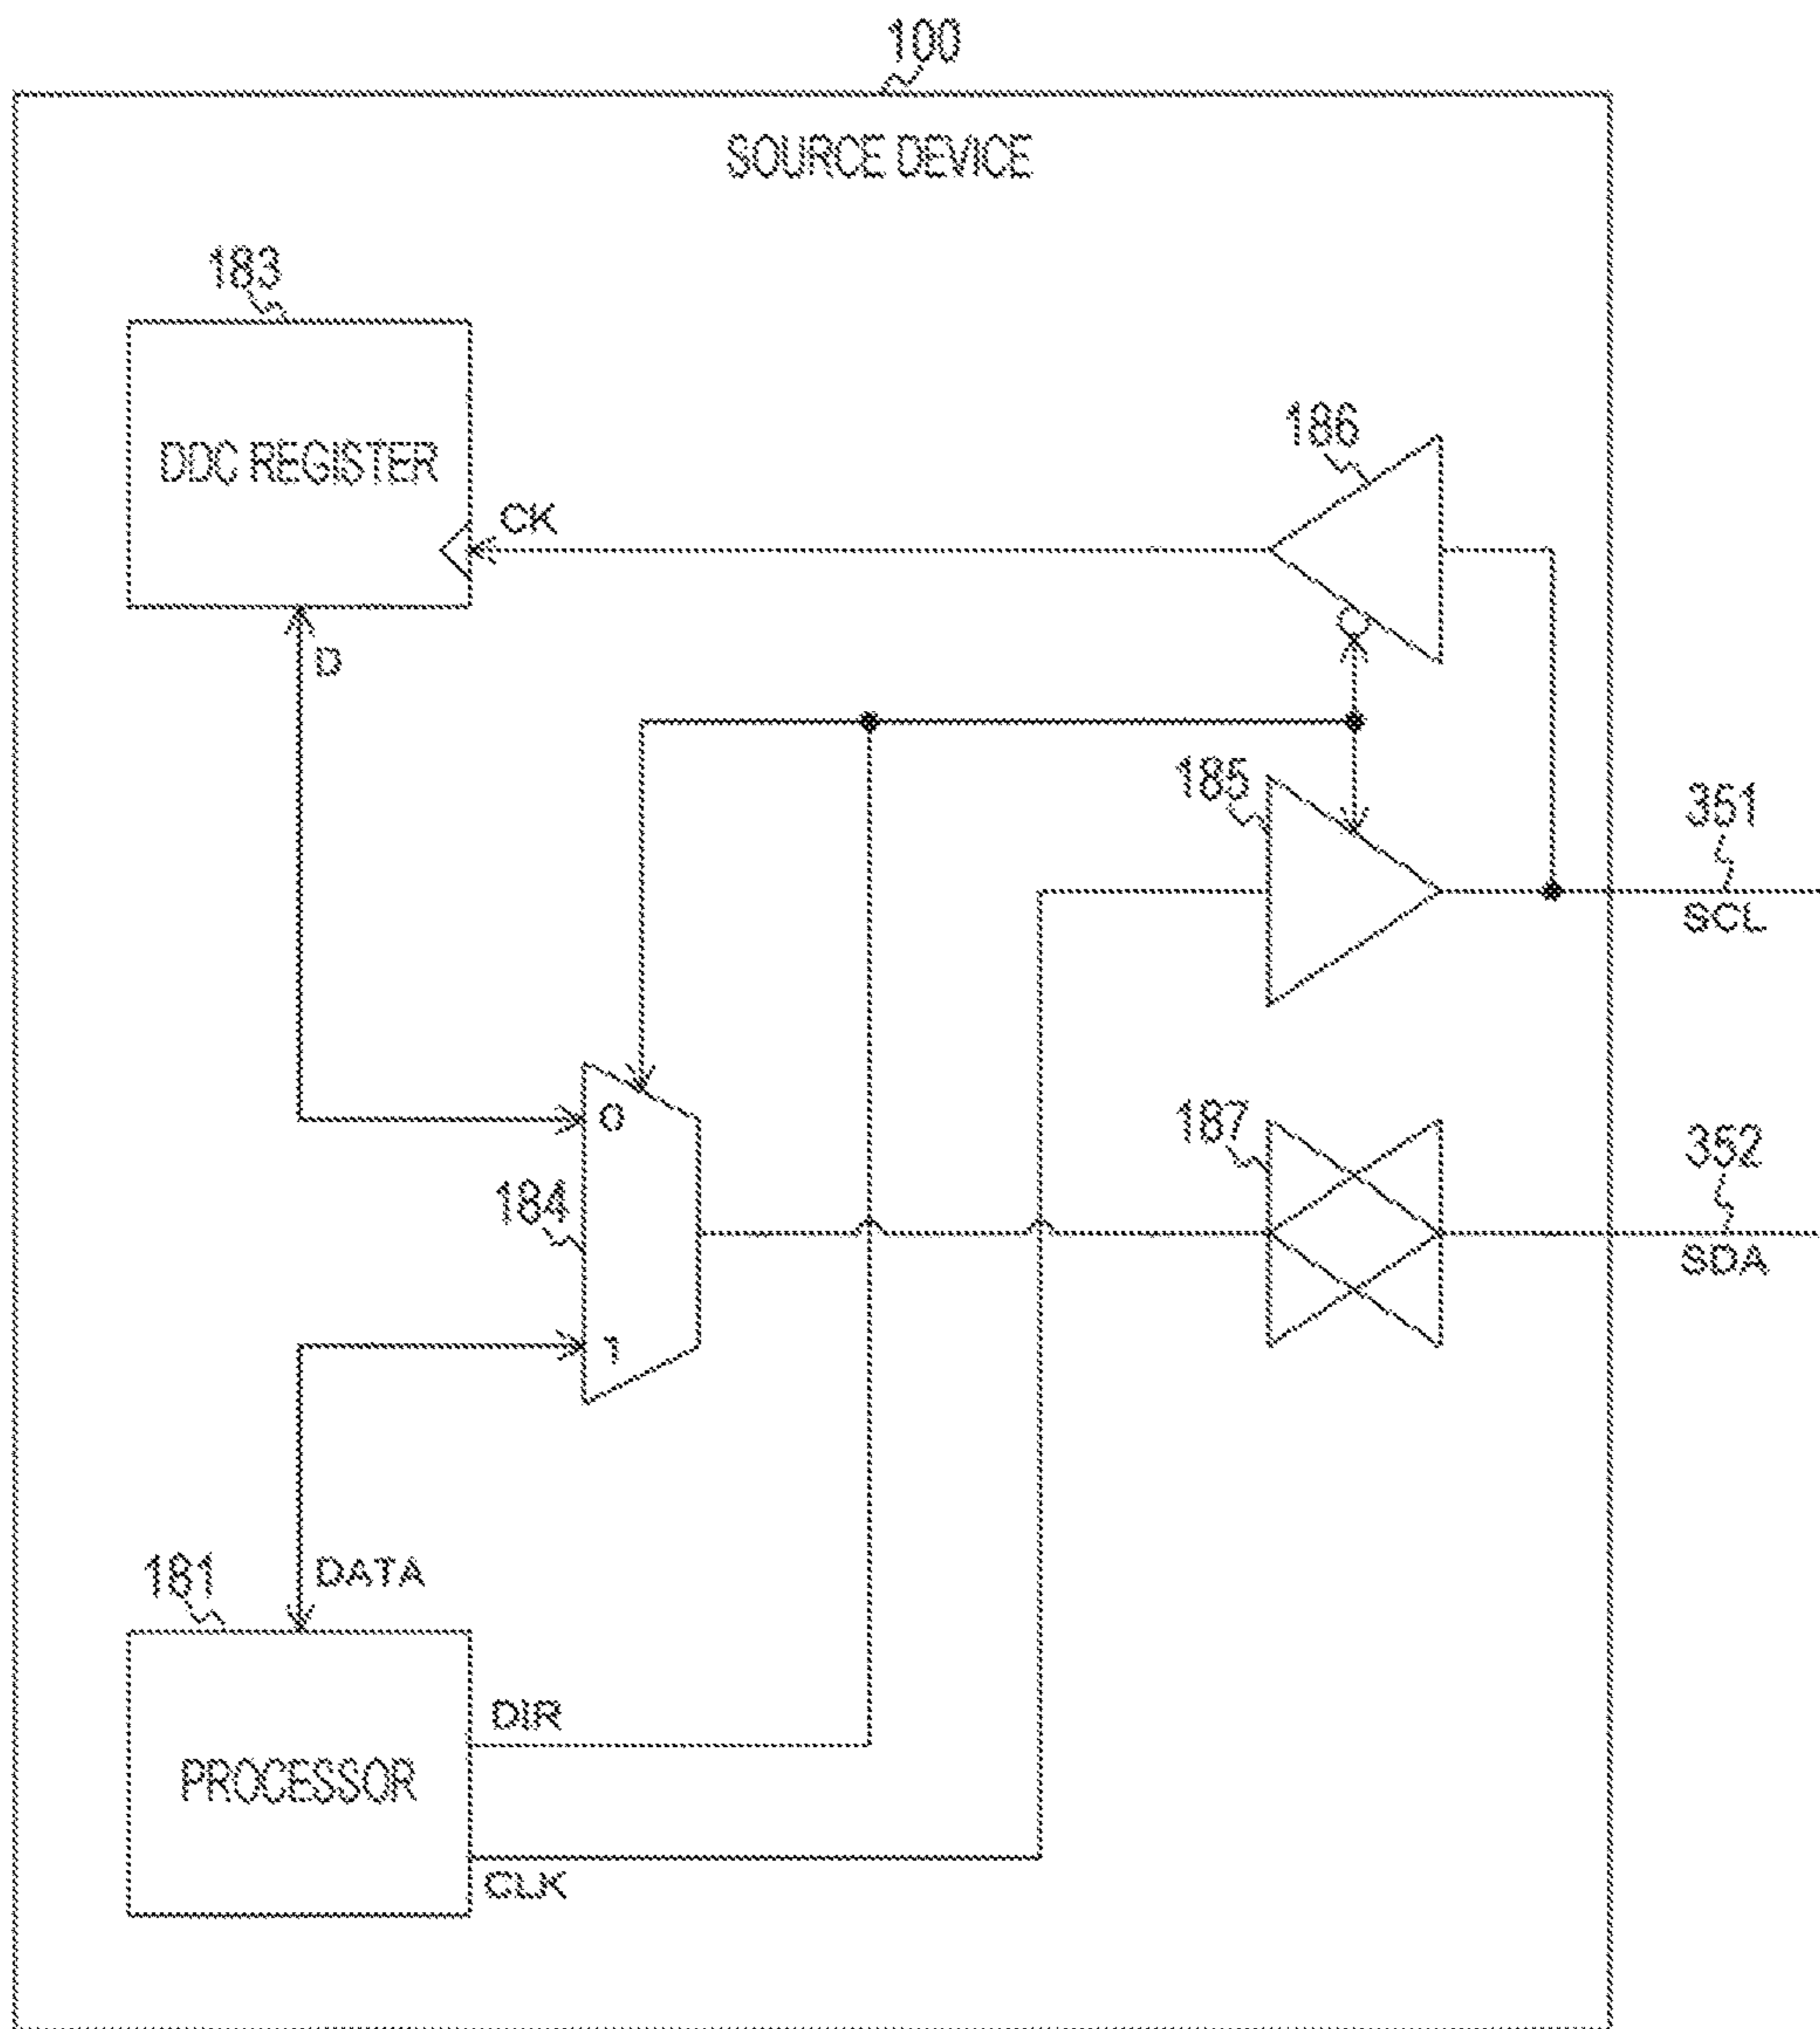 100
SOURCE DEVICE
183
DDC REGISTER
CK
186
D
185
351
SCL
0
184
1
187
352
SDA
181
DATA
PROCESSOR
DIR
CLK